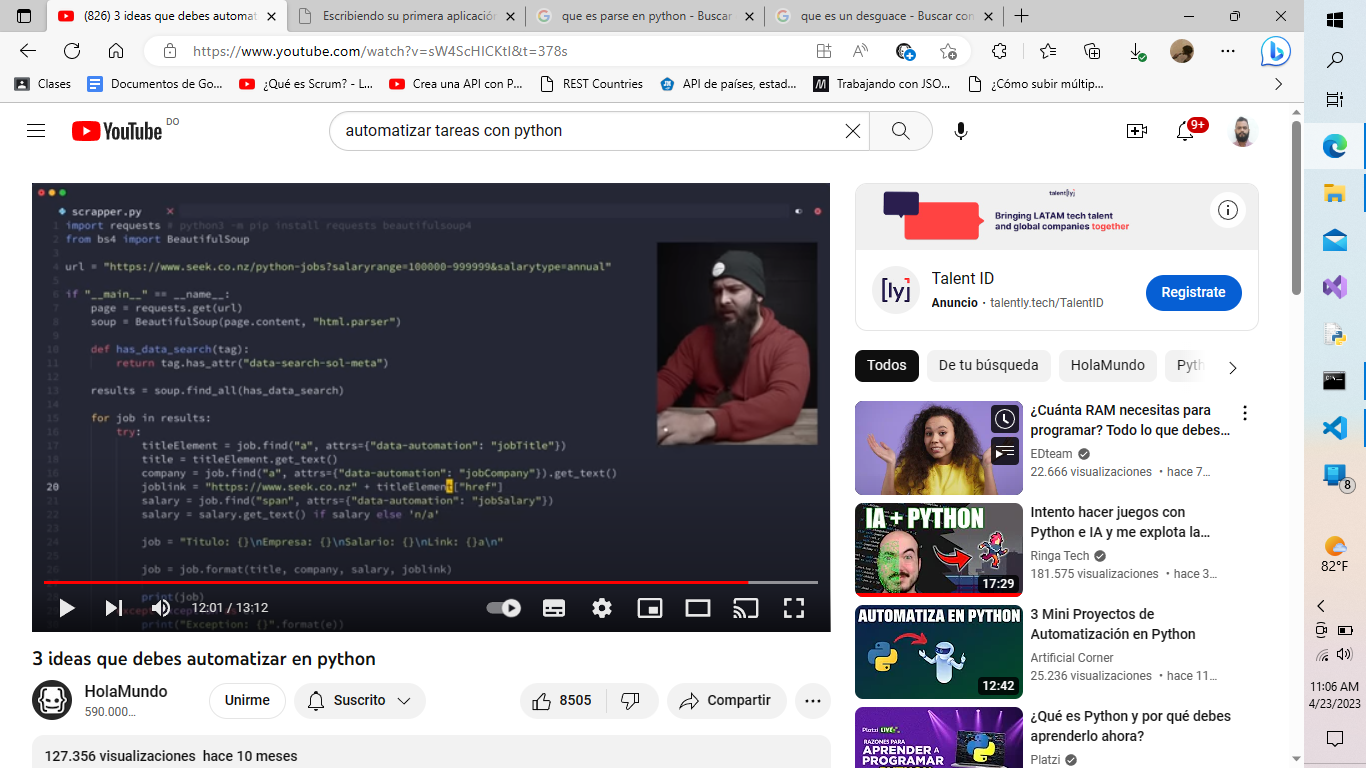 (826) 3 ideas que debes automat
Escribiendo su primera aplicación
que es parse en python - Buscar
que es un desguace - Buscar con
https://www.youtube.com/watch?v=sW4ScHICKtI&t=378s
Clases
Documentos de Go...
¿Qué es Scrum? - L...
Crea una API con P...
REST Countries
API de países, estad...
Trabajando con JSO...
¿Cómo subir múltip...
YouTube DO
automatizar tareas con python
9+
scrapper.py
1 import requests # python3 -m pip install requests beautifulsoup4
2 from bs4 import BeautifulSoup
3
4 url = "https://www.seek.co.nz/python-jobs?salaryrange=100000-999999&salarytype=annual"
5
6 if "__main__" == __name__:
7 page = requests.get(url)
8 soup = BeautifulSoup(page.content, "html.parser")
9
10 def has_data_search(tag):
11 return tag.has_attr("data-search-sol-meta")
12
13 results = soup.find_all(has_data_search)
14
15 for job in results:
16 try:
17 titleElement = job.find("a", attrs={"data-automation": "jobTitle"})
18 title = titleElement.get_text()
19 company = job.find("a", attrs={"data-automation": "jobCompany"}).get_text()
20 joblink = "https://www.seek.co.nz" + titleElement["href"]
21 salary = job.find("span", attrs={"data-automation": "jobSalary"})
22 salary = salary.get_text() if salary else 'n/a'
23
24 job = "Titulo: {}\nEmpresa: {}\nSalario: {}\nLink: {}a\n"
25
26 job = job.format(title, company, salary, joblink)
print(job)
print("Exception: {}".format(e))
12:01 / 13:12
3 ideas que debes automatizar en python
HolaMundo
590.000...
Unirme
Suscrito
8505
Compartir
127.356 visualizaciones hace 10 meses
talently
Bringing LATAM tech talent
and global companies together
[ly]
Talent ID
Anuncio · talently.tech/TalentID
Registrate
Todos
De tu búsqueda
HolaMundo
Pyth
¿Cuánta RAM necesitas para
programar? Todo lo que debes...
EDteam
22.666 visualizaciones • hace 7...
IA + PYTHON
17:29
Intento hacer juegos con
Python e IA y me explota la...
Ringa Tech
181.575 visualizaciones • hace 3...
AUTOMATIZA EN PYTHON
12:42
3 Mini Proyectos de
Automatización en Python
Artificial Corner
25.236 visualizaciones • hace 11...
Platzi LIVE
RAZONES PARA
APRENDER A
PROGRAMAR
¿Qué es Python y por qué debes
aprenderlo ahora?
Platzi
8
82°F
11:06 AM
4/23/2023